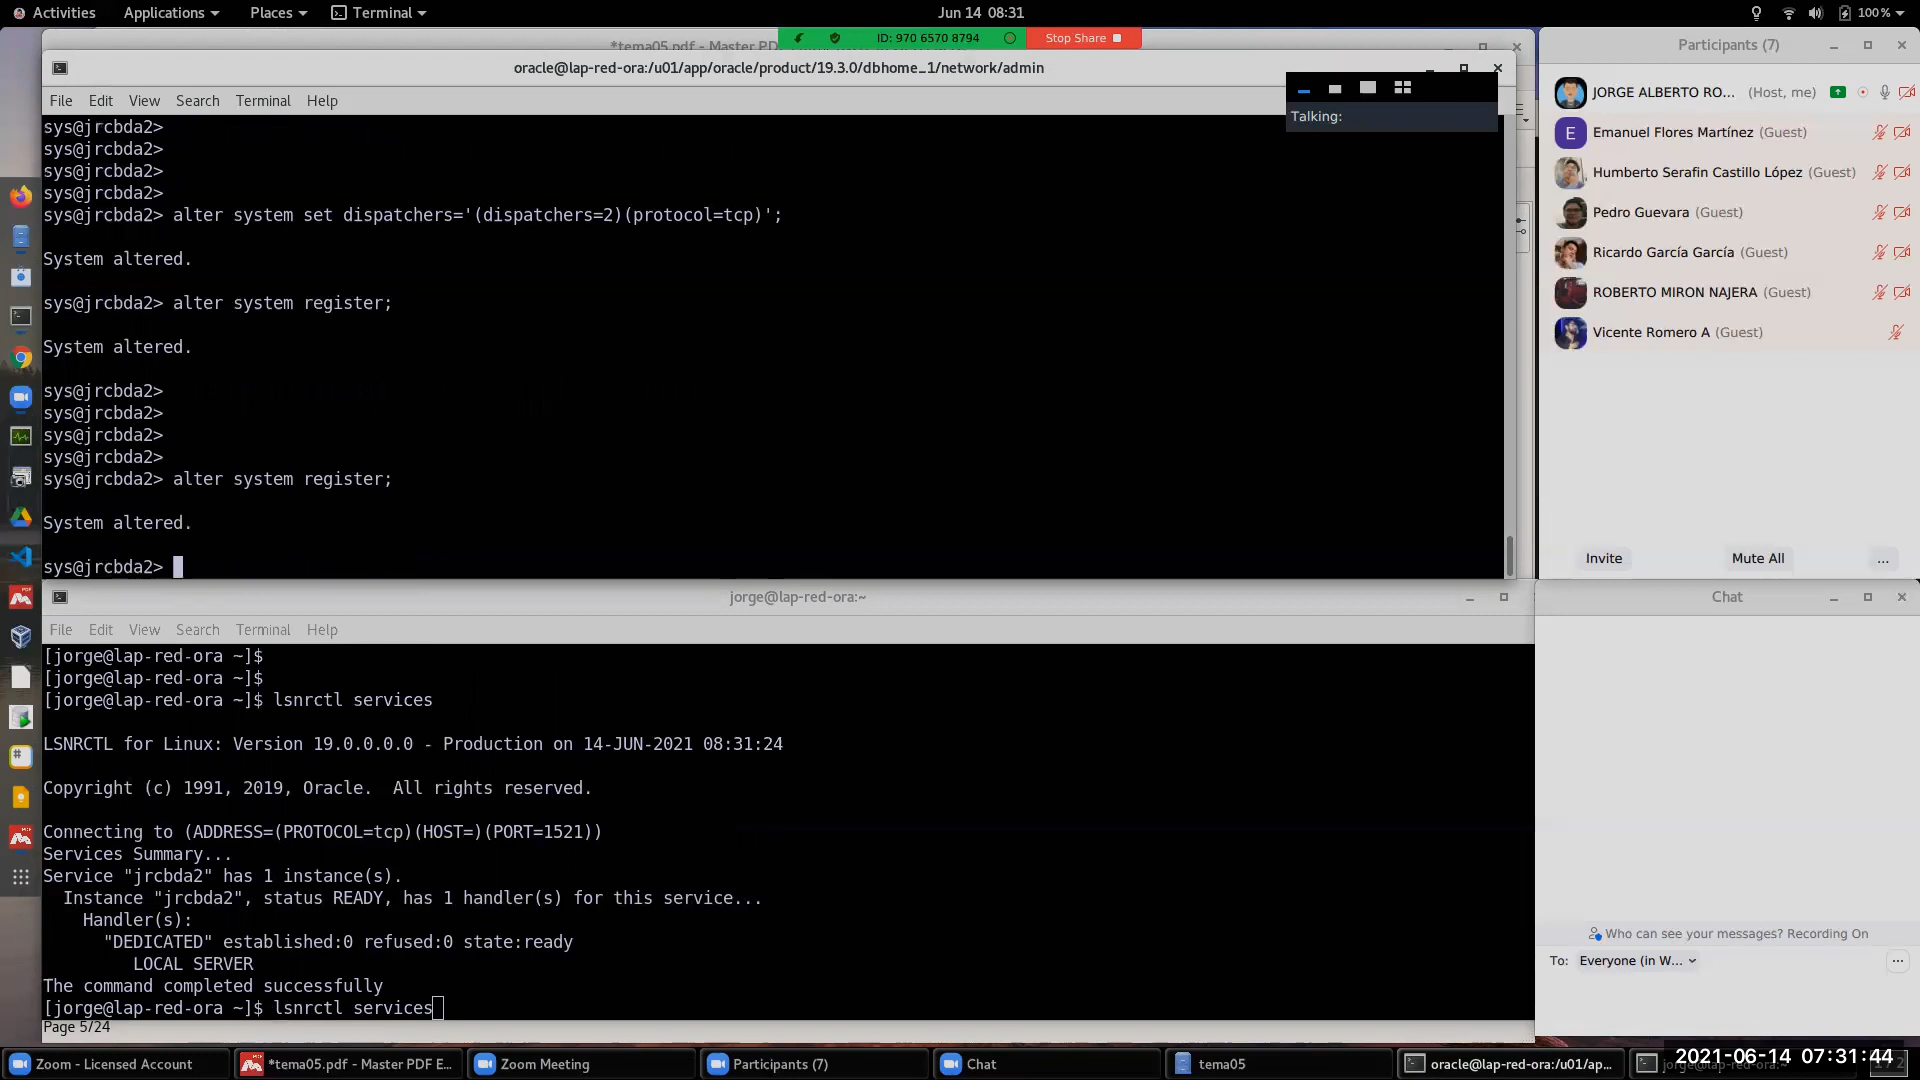 Activities Applications Places Terminal Jun 14 08:31 100%
*tema05.pdf - Master PD
ID: 970 6570 8794 Stop Share
oracle@lap-red-ora:/u01/app/oracle/product/19.3.0/dbhome_1/network/admin
File Edit View Search Terminal Help
Talking:
sys@jrcbda2>
sys@jrcbda2>
sys@jrcbda2>
sys@jrcbda2>
sys@jrcbda2> alter system set dispatchers='(dispatchers=2)(protocol=tcp)';
System altered.
sys@jrcbda2> alter system register;
System altered.
sys@jrcbda2>
sys@jrcbda2>
sys@jrcbda2>
sys@jrcbda2>
sys@jrcbda2> alter system register;
System altered.
sys@jrcbda2>
Participants (7)
JORGE ALBERTO RO... (Host, me)
E Emanuel Flores Martínez (Guest)
Humberto Serafin Castillo López (Guest)
Pedro Guevara (Guest)
Ricardo García García (Guest)
ROBERTO MIRON NAJERA (Guest)
Vicente Romero A (Guest)
Invite Mute All ...
jorge@lap-red-ora:~
File Edit View Search Terminal Help
[jorge@lap-red-ora ~]$
[jorge@lap-red-ora ~]$
[jorge@lap-red-ora ~]$ lsnrctl services
LSNRCTL for Linux: Version 19.0.0.0.0 - Production on 14-JUN-2021 08:31:24
Copyright (c) 1991, 2019, Oracle.  All rights reserved.
Connecting to (ADDRESS=(PROTOCOL=tcp)(HOST=)(PORT=1521))
Services Summary...
Service "jrcbda2" has 1 instance(s).
  Instance "jrcbda2", status READY, has 1 handler(s) for this service...
    Handler(s):
      "DEDICATED" established:0 refused:0 state:ready
         LOCAL SERVER
The command completed successfully
[jorge@lap-red-ora ~]$ lsnrctl services
Page 5/24
Chat
Who can see your messages? Recording On
To: Everyone (in W... ...
Zoom - Licensed Account *tema05.pdf - Master PDF E... Zoom Meeting Participants (7) Chat tema05 oracle@lap-red-ora:/u01/ap... jorge@lap-red-ora:~ 1 / 2
2021-06-14 07:31:44